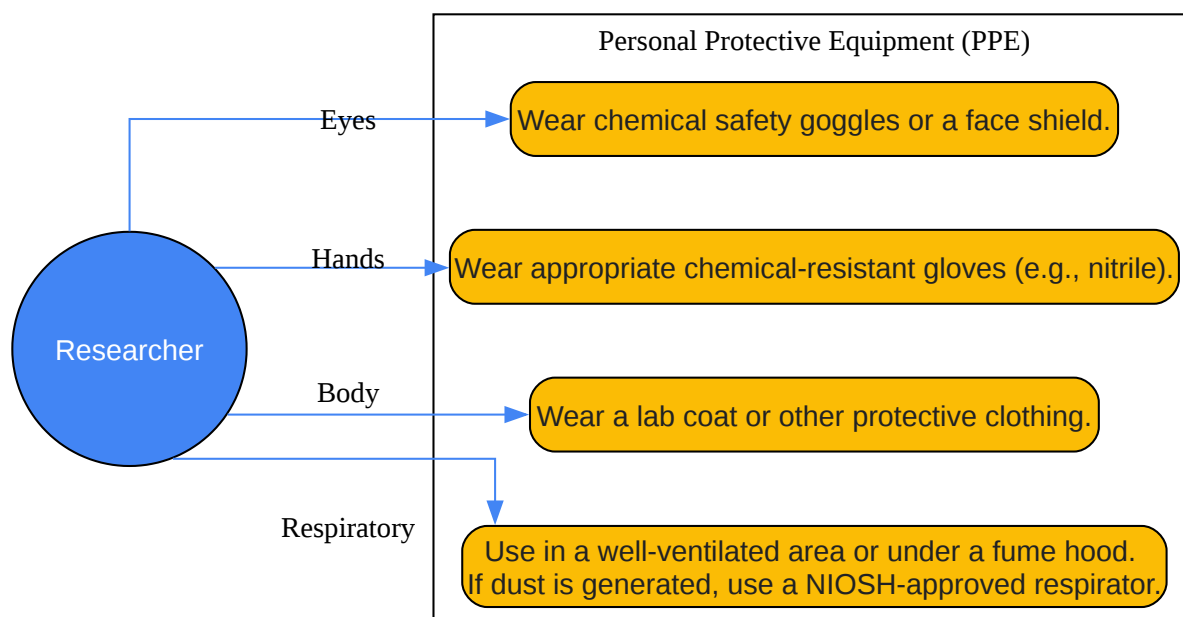 Personal Protective Equipment (PPE)
Eyes
Wear chemical safety goggles or a face shield.
Hands
Wear appropriate chemical-resistant gloves (e.g., nitrile).
Researcher
Body
Wear a lab coat or other protective clothing.
Respiratory
Use in a well-ventilated area or under a fume hood.
If dust is generated, use a NIOSH-approved respirator.